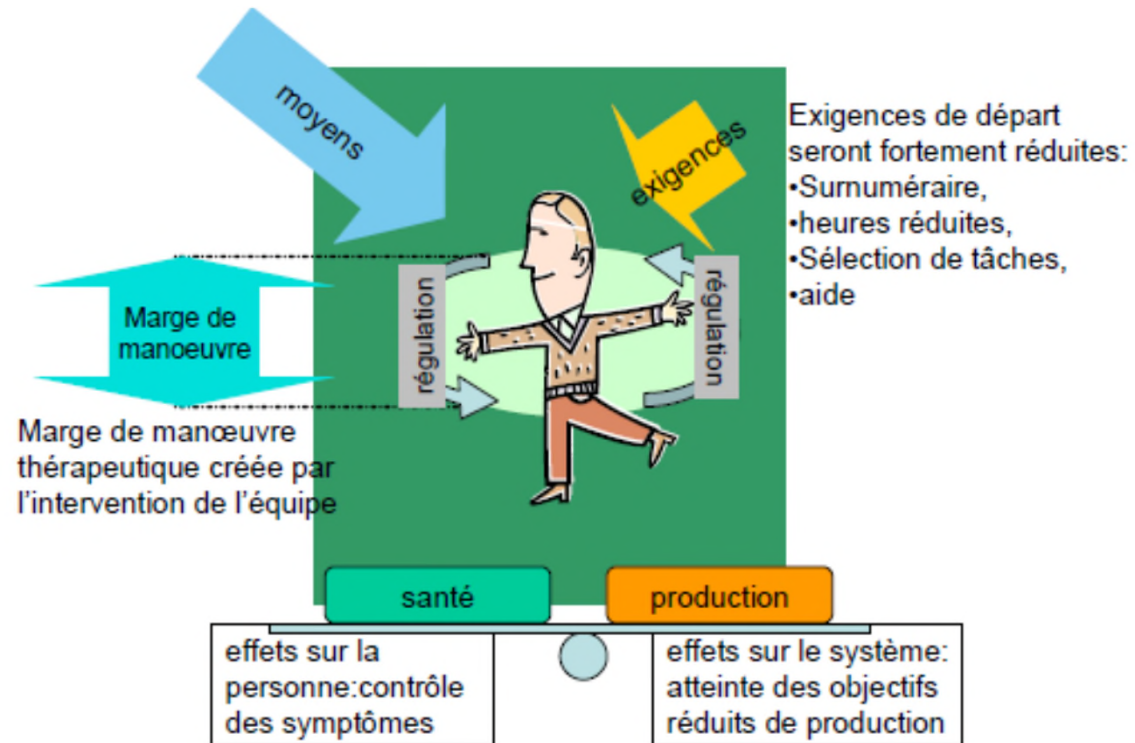 moyens
exigences
Exigences de départ
seront fortement réduites:
•Surnuméraire,
•heures réduites,
•Sélection de tâches,
•aide
régulation
régulation
Marge de
manoeuvre
Marge de manœuvre
thérapeutique créée par
l'intervention de l'équipe
santé
production
effets sur la
personne:contrôle
des symptômes
effets sur le système:
atteinte des objectifs
réduits de production